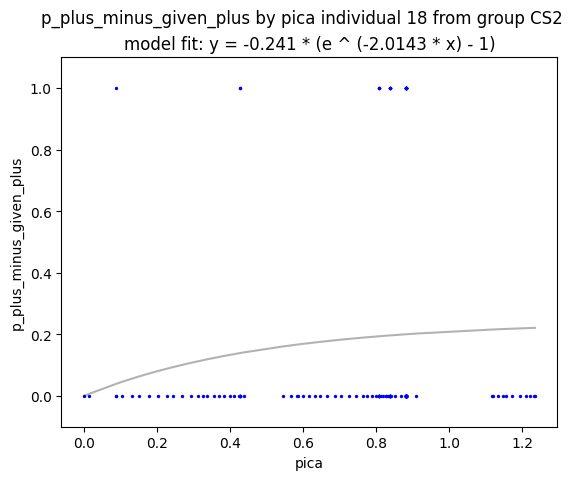 p_plus_minus_given_plus by pica individual 18 from group CS2
model fit: y = -0.241 * (e ^ (-2.0143 * x) - 1)
1.0
0.8
0.6
0.4
0.2
0.0
p_plus_minus_given_plus
0.0 0.2 0.4 0.6 0.8 1.0 1.2
pica